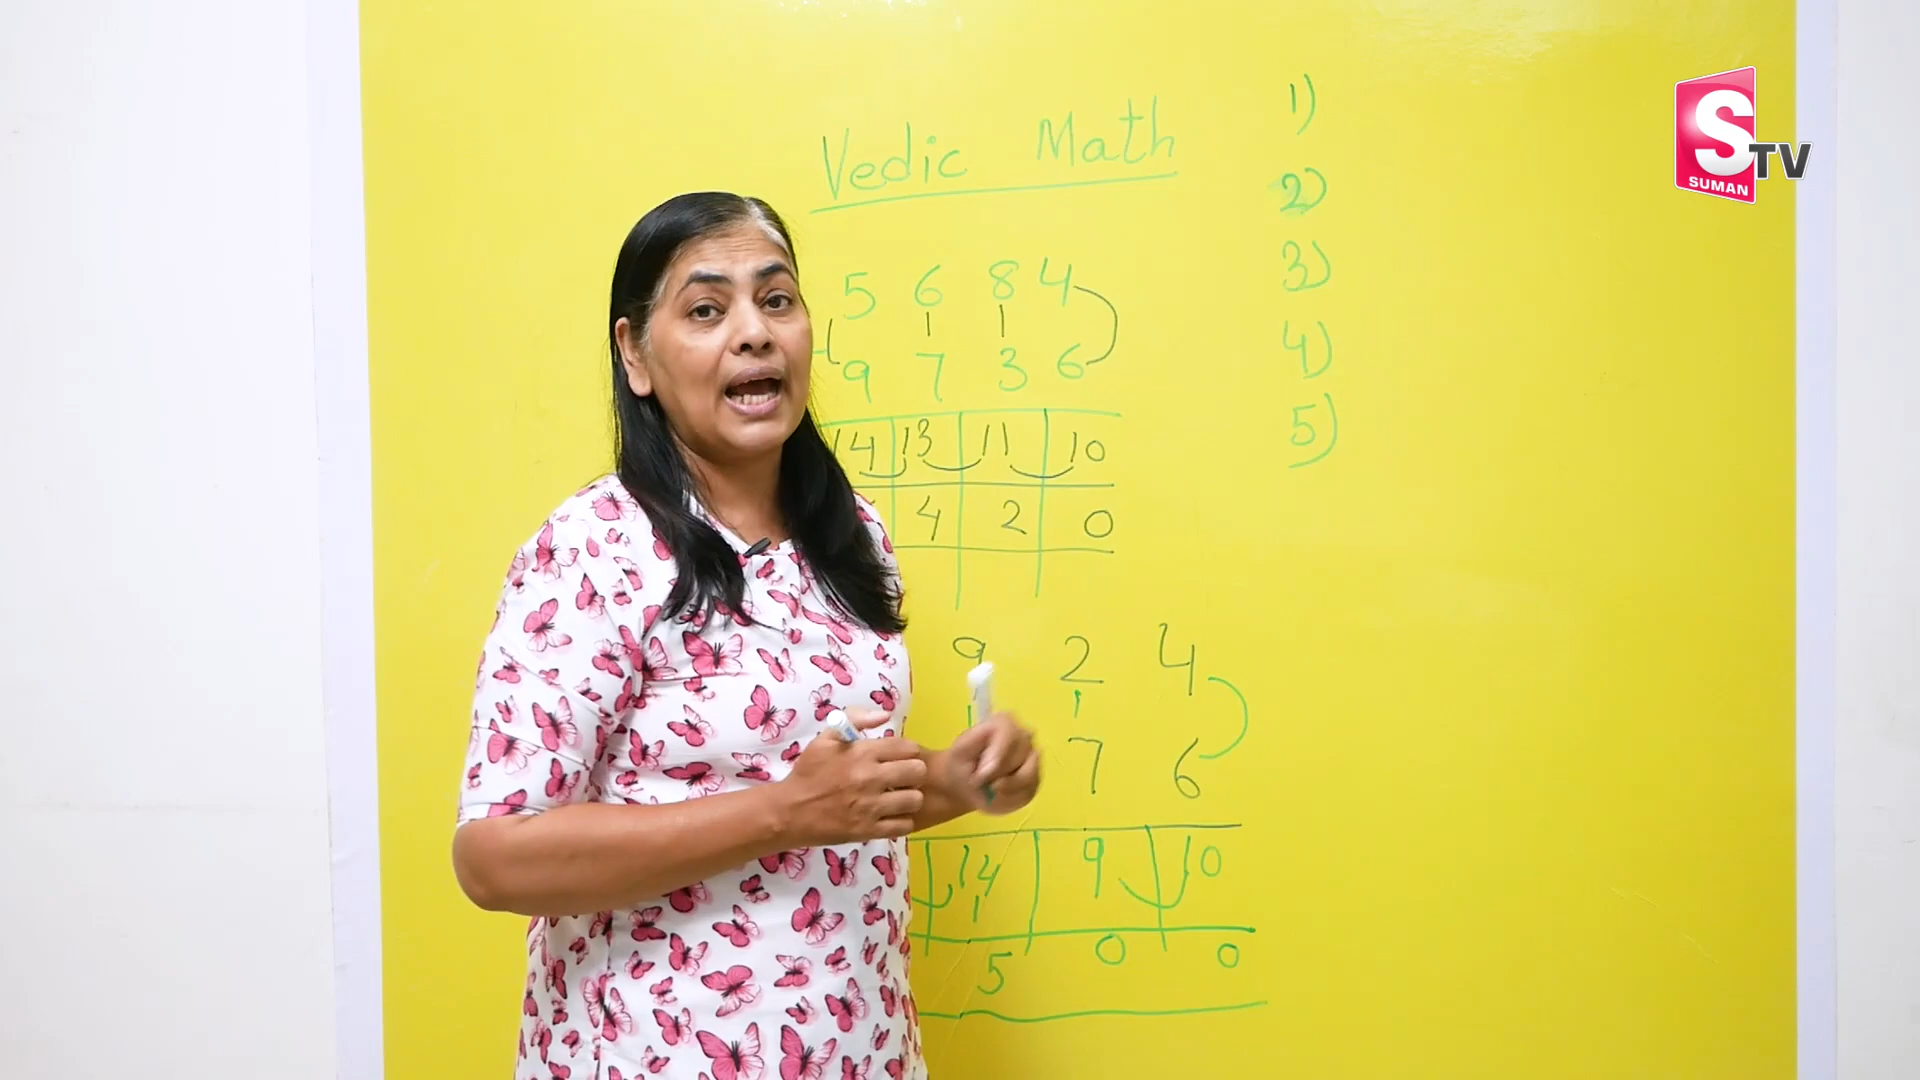 Vedic Math
5 6 8 4
9 7 3 6
14 13 11 10
4 2 0
9 2 4
7 6
14 9 10
5 0 0
1)
2)
3)
4)
5)
S TV
SUMAN